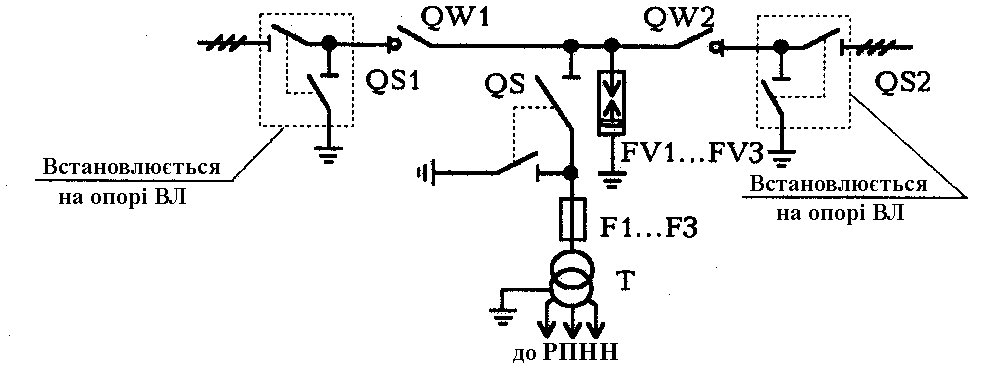 QW1
QW2
QS1
QS
QS2
FV1...FV3
Встановлюється
на опорі ВЛ
Встановлюється
на опорі ВЛ
F1...F3
T
до РПНН